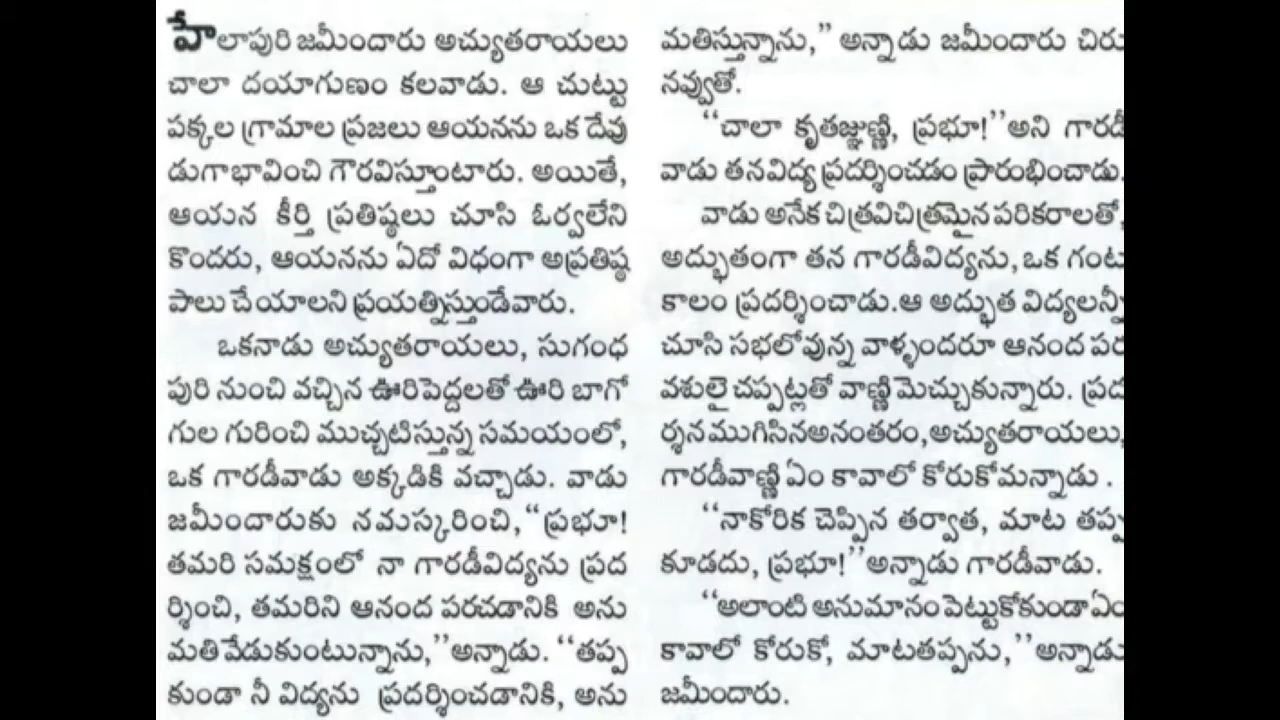 హేలాపురి జమీందారు అచ్యుతరాయలు
చాలా దయాగుణం కలవాడు. ఆ చుట్టు
పక్కల గ్రామాల ప్రజలు ఆయనను ఒక దేవు
డుగాభావించి గౌరవిస్తూంటారు. అయితే,
ఆయన కీర్తి ప్రతిష్ఠలు చూసి ఓర్వలేని
కొందరు, ఆయనను ఏదో విధంగా అప్రతిష్ఠ
పాలు చేయాలని ప్రయత్నిస్తుండేవారు.
ఒకనాడు అచ్యుతరాయలు, సుగంధ
పురి నుంచి వచ్చిన ఊరిపెద్దలతో ఊరి బాగో
గుల గురించి ముచ్చటిస్తున్న సమయంలో,
ఒక గారడీవాడు అక్కడికి వచ్చాడు. వాడు
జమీందారుకు నమస్కరించి, “ప్రభూ!
తమరి సమక్షంలో నా గారడీవిద్యను ప్రద
ర్శించి, తమరిని ఆనంద పరచడానికి అను
మతివేడుకుంటున్నాను,” అన్నాడు. “తప్ప
కుండా నీ విద్యను ప్రదర్శించడానికి, అను
మతిస్తున్నాను,” అన్నాడు జమీందారు చిరు
నవ్వుతో.
“చాలా కృతజ్ఞుణ్ణి, ప్రభూ!” అని గారడీ
వాడు తనవిద్య ప్రదర్శించడం ప్రారంభించాడు.
వాడు అనేక చిత్రవిచిత్రమైన పరికరాలతో,
అద్భుతంగా తన గారడీవిద్యను, ఒక గంట
కాలం ప్రదర్శించాడు.ఆ అద్భుత విద్యలన్నీ
చూసి సభలోవున్న వాళ్ళందరూ ఆనంద పర
వశులై చప్పట్లతో వాణ్ణి మెచ్చుకున్నారు. ప్రద
ర్శన ముగిసిన అనంతరం, అచ్యుతరాయలు,
గారడీవాణ్ణి ఏం కావాలో కోరుకోమన్నాడు .
“నాకోరిక చెప్పిన తర్వాత, మాట తప్ప
కూడదు, ప్రభూ!” అన్నాడు గారడీవాడు.
“అలాంటి అనుమానం పెట్టుకోకుండా ఏం
కావాలో కోరుకో, మాటతప్పను,” అన్నాడు
జమీందారు.